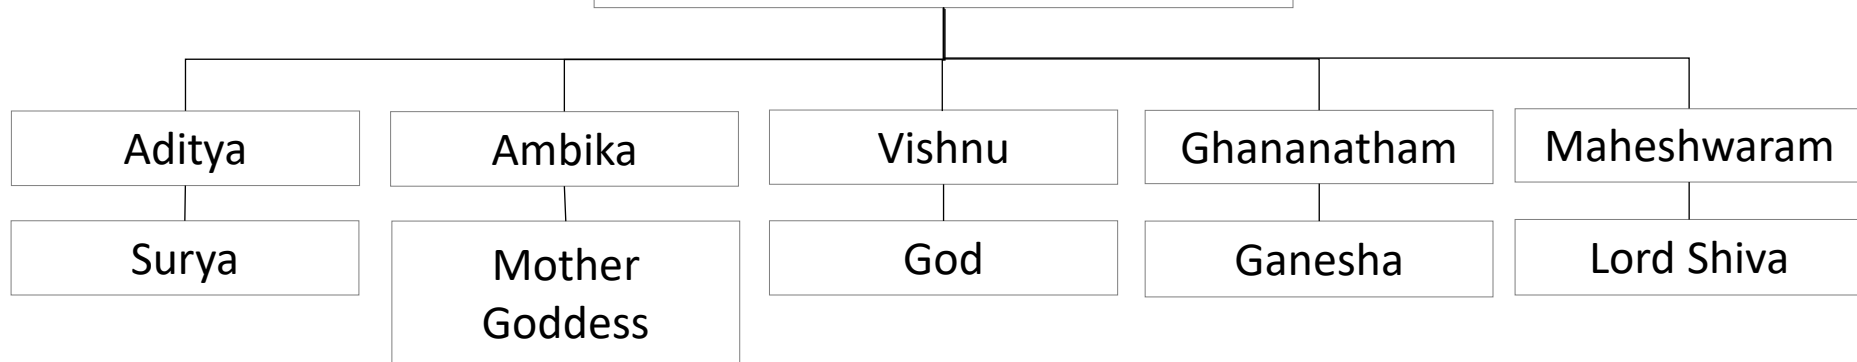 Aditya
Ambika
Vishnu
Ghananatham
Maheshwaram
Surya
Mother
Goddess
God
Ganesha
Lord Shiva